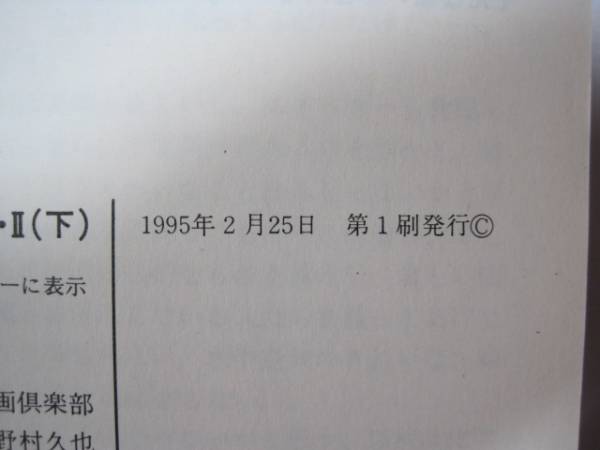 ・Ⅱ(下)
1995年2月25日 第1刷発行©
ーに表示
画倶楽部
野村久也